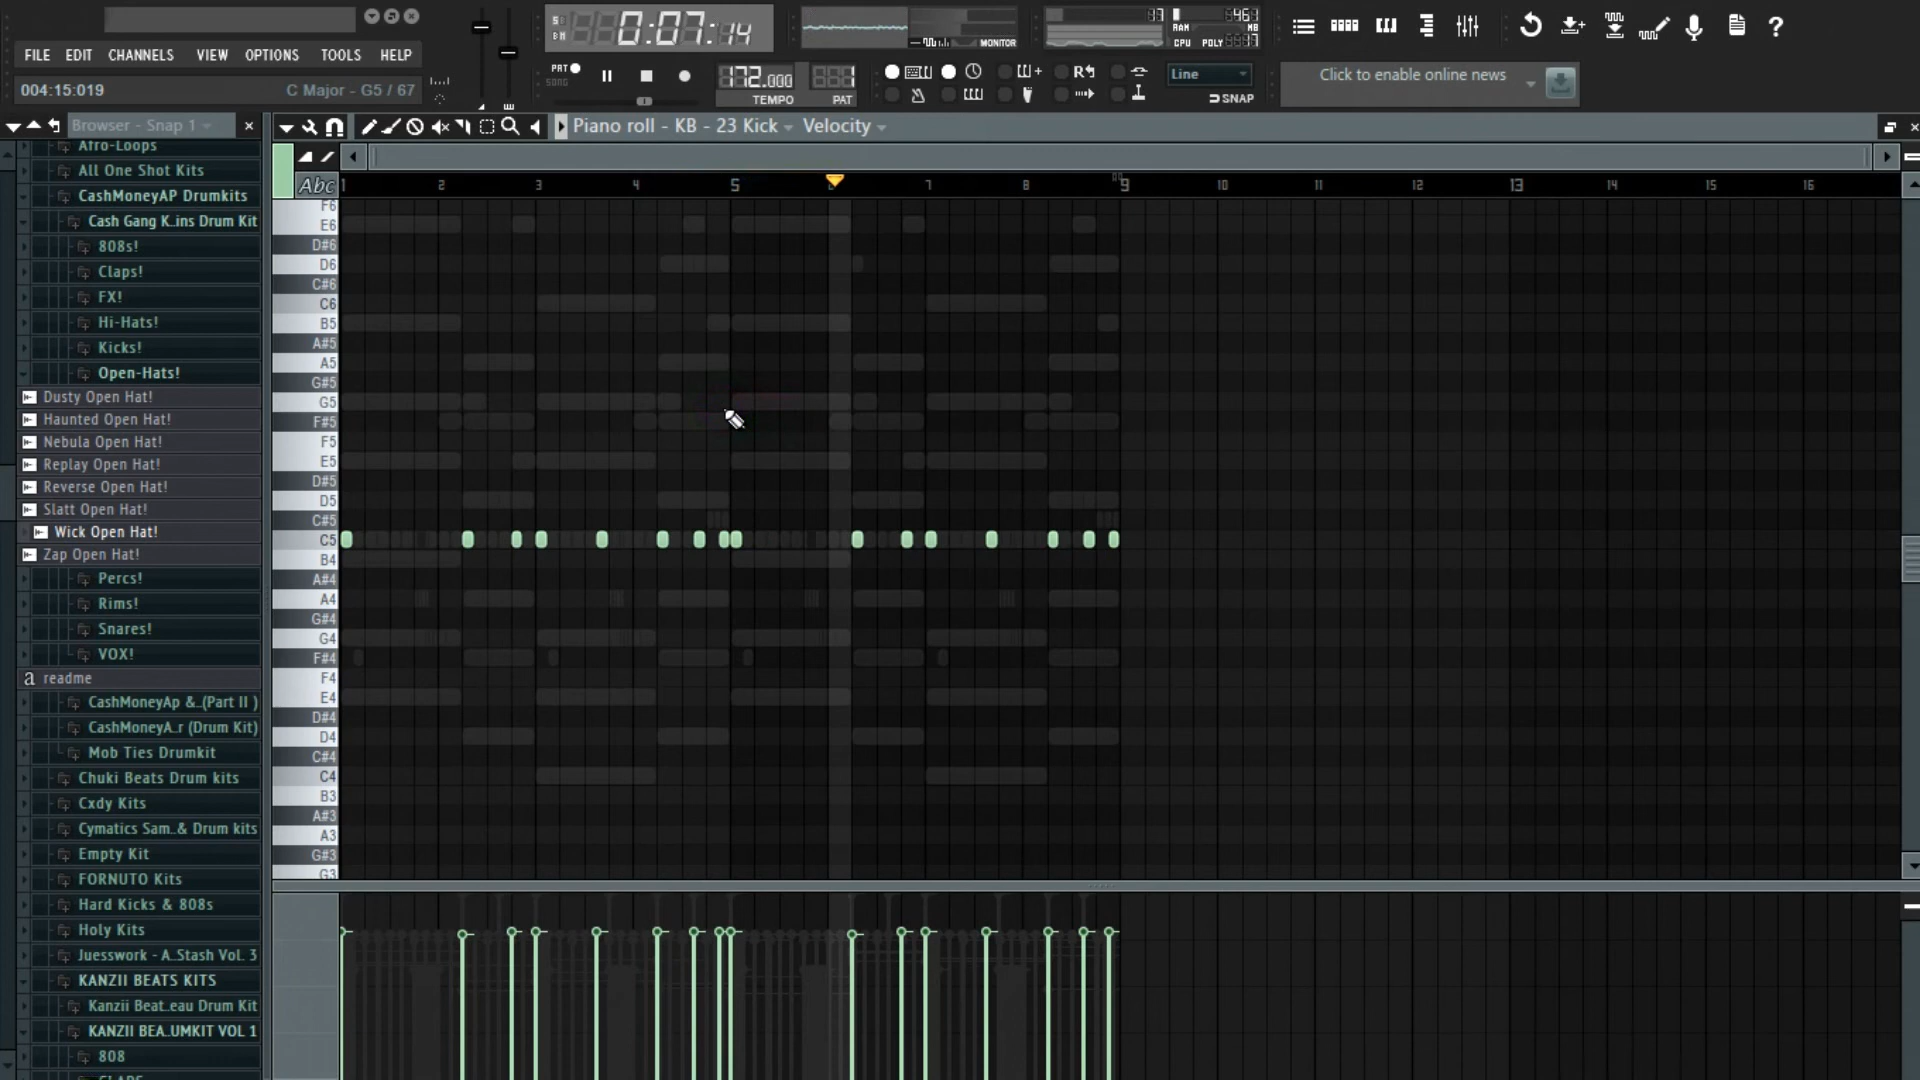 0:07:14
MONITOR
RAM MB
CPU POLY
FILE EDIT CHANNELS VIEW OPTIONS TOOLS HELP
004:15:019 C Major - G5 / 67
PAT
SONG
172.000
TEMPO
1
PAT
Line
SNAP
Click to enable online news
Browser - Snap 1
Piano roll - KB - 23 Kick Velocity
Abc
1 2 3 4 5 7 8 9 10 11 12 13 14 15 16
Afro-Loops
All One Shot Kits
CashMoneyAP Drumkits
Cash Gang K..ins Drum Kit
808s!
Claps!
FX!
Hi-Hats!
Kicks!
Open-Hats!
Dusty Open Hat!
Haunted Open Hat!
Nebula Open Hat!
Replay Open Hat!
Reverse Open Hat!
Slatt Open Hat!
Wick Open Hat!
Zap Open Hat!
Percs!
Rims!
Snares!
VOX!
readme
CashMoneyAp &..(Part II )
CashMoneyA..r (Drum Kit)
Mob Ties Drumkit
Chuki Beats Drum kits
Cxdy Kits
Cymatics Sam..& Drum kits
Empty Kit
FORNUTO Kits
Hard Kicks & 808s
Holy Kits
Juesswork - A..Stash Vol. 3
KANZII BEATS KITS
Kanzii Beat..eau Drum Kit
KANZII BEA..UMKIT VOL 1
808
CLAPS
F6
E6
D#6
D6
C#6
C6
B5
A#5
A5
G#5
G5
F#5
F5
E5
D#5
D5
C#5
C5
B4
A#4
A4
G#4
G4
F#4
F4
E4
D#4
D4
C#4
C4
B3
A#3
A3
G#3
G3